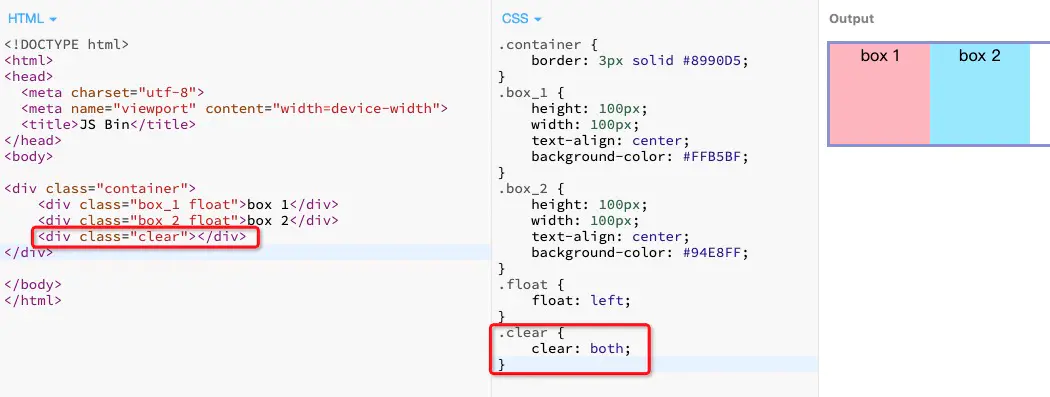 HTML
<!DOCTYPE html>
<html>
<head>
  <meta charset="utf-8">
  <meta name="viewport" content="width=device-width">
  <title>JS Bin</title>
</head>
<body>

<div class="container">
    <div class="box_1 float">box 1</div>
    <div class="box_2 float">box 2</div>
    <div class="clear"></div>
</div>

</body>
</html>
CSS
.container {
    border: 3px solid #8990D5;
}
.box_1 {
    height: 100px;
    width: 100px;
    text-align: center;
    background-color: #FFB5BF;
}
.box_2 {
    height: 100px;
    width: 100px;
    text-align: center;
    background-color: #94E8FF;
}
.float {
    float: left;
}
.clear {
    clear: both;
}
Output
box 1
box 2